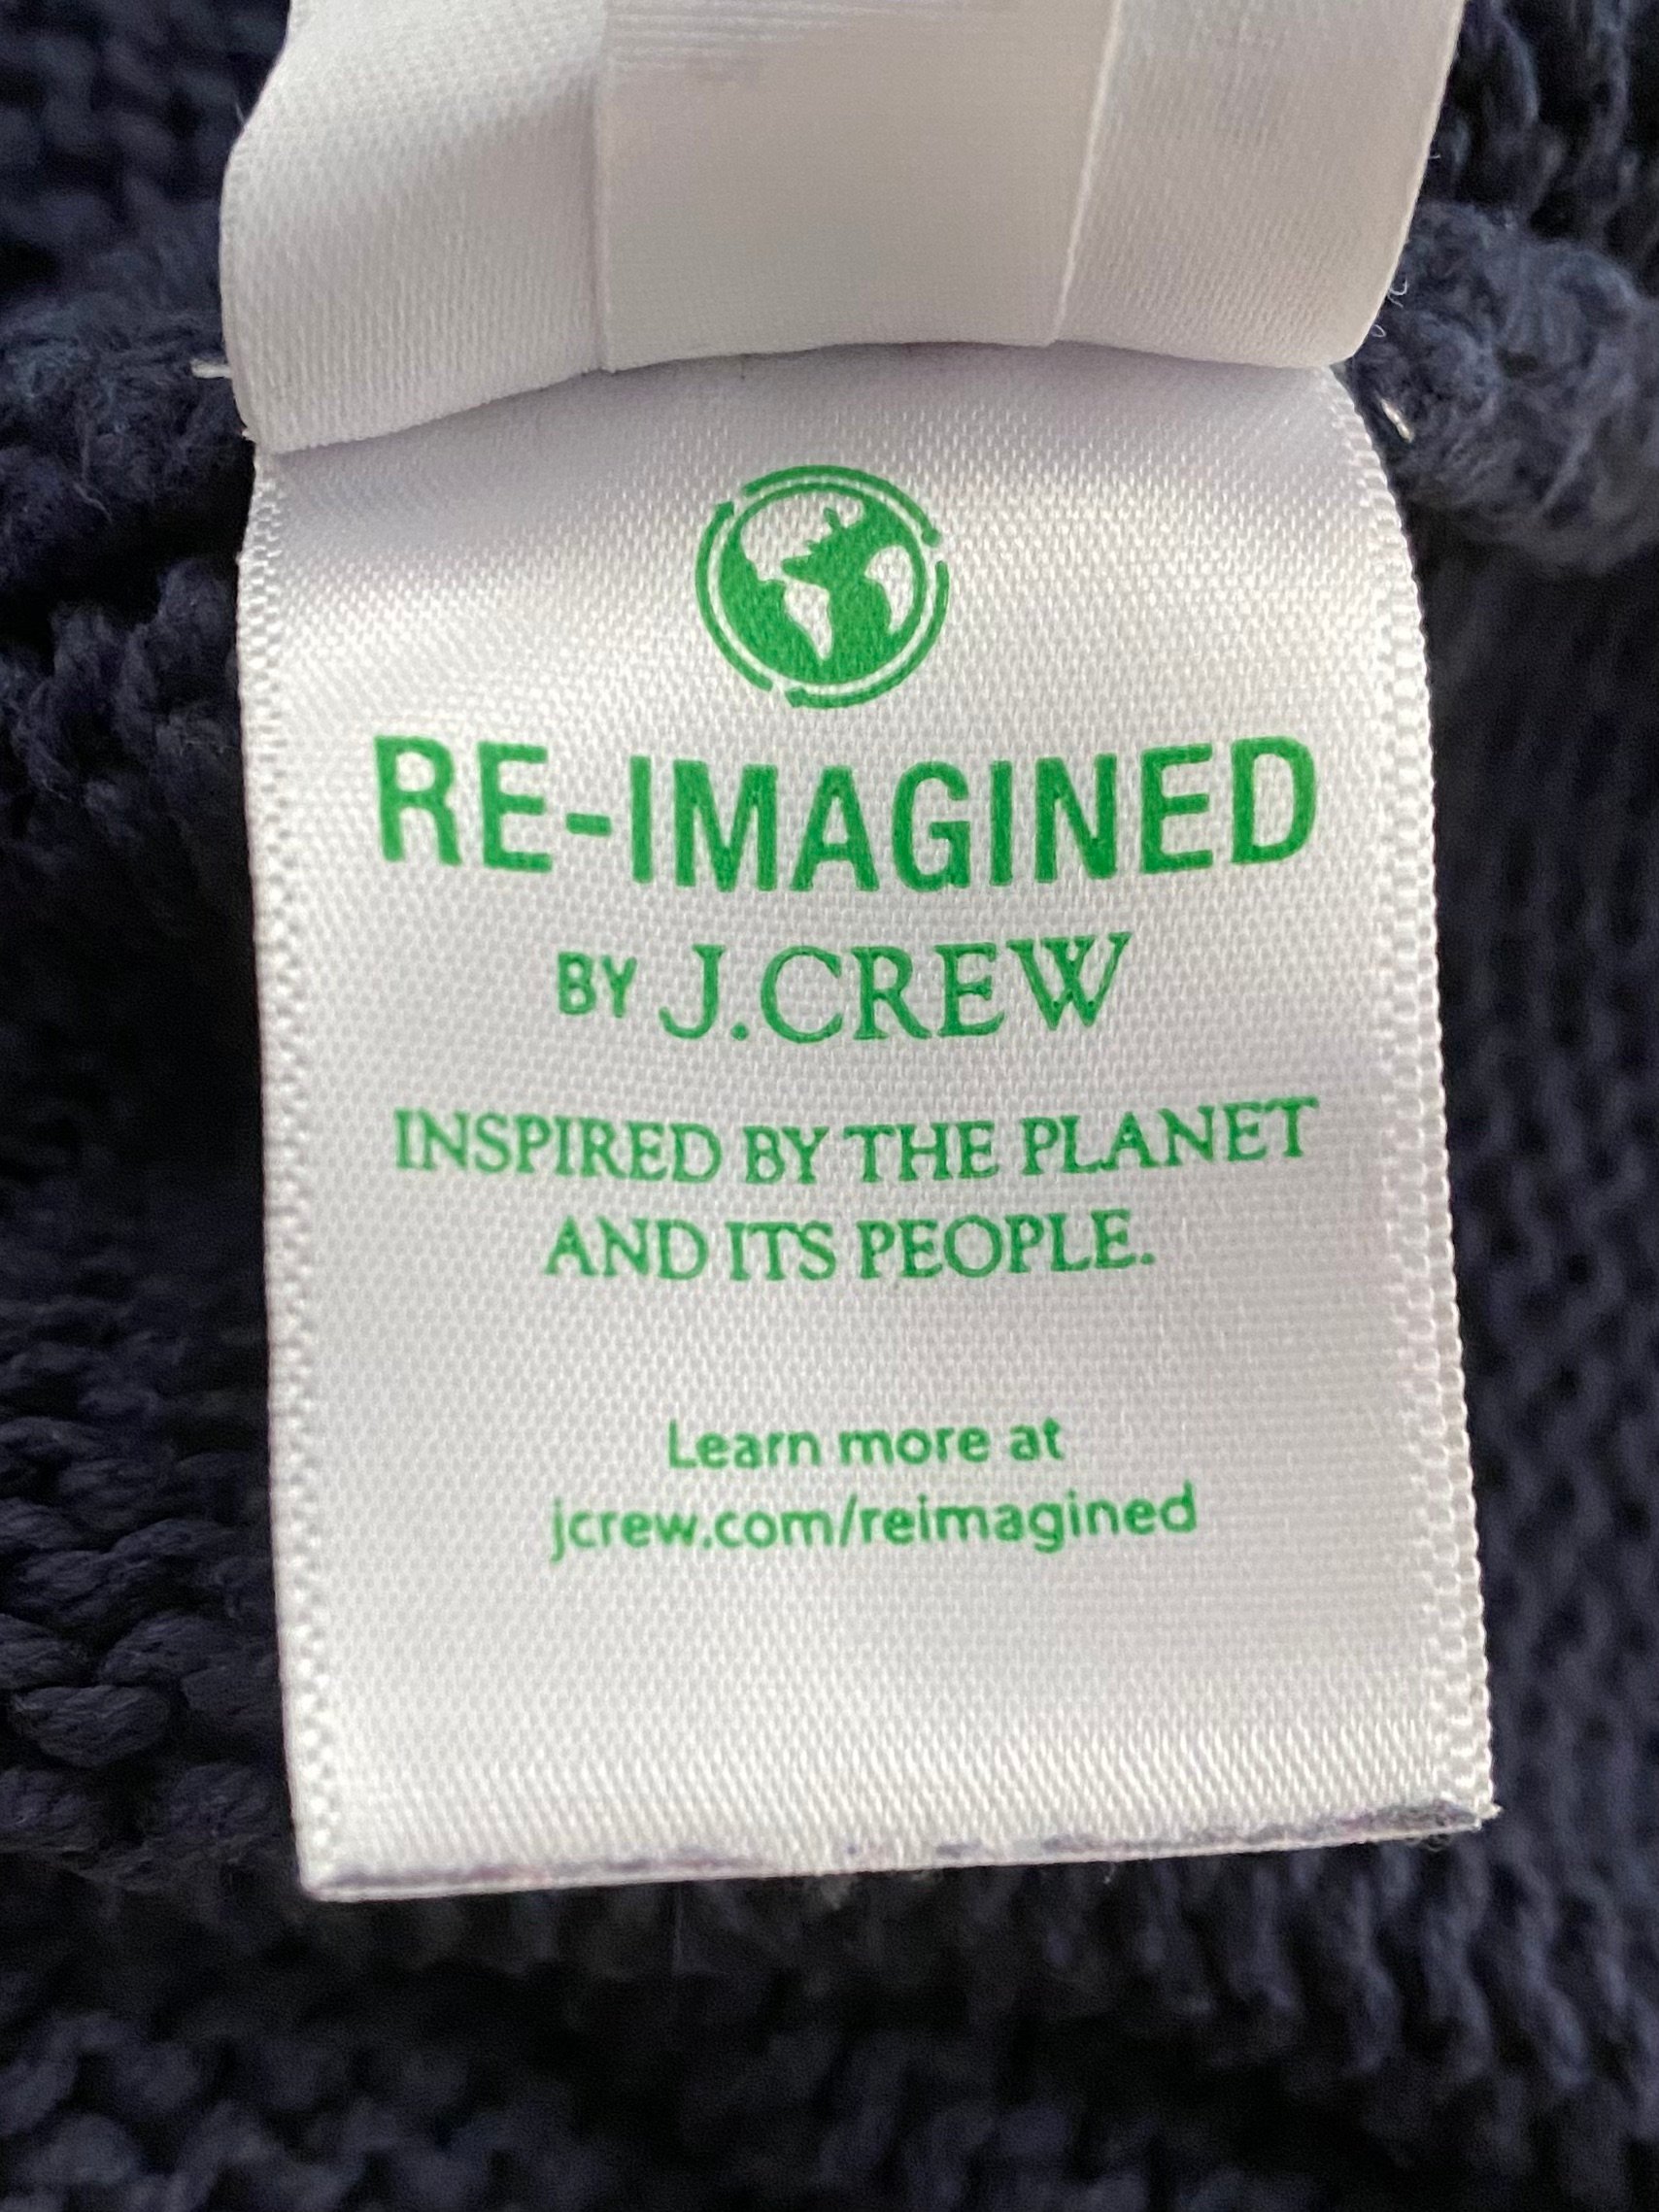 RE-IMAGINED
BY J.CREW
INSPIRED BY THE PLANET
AND ITS PEOPLE.
Learn more at
jcrew.com/reimagined